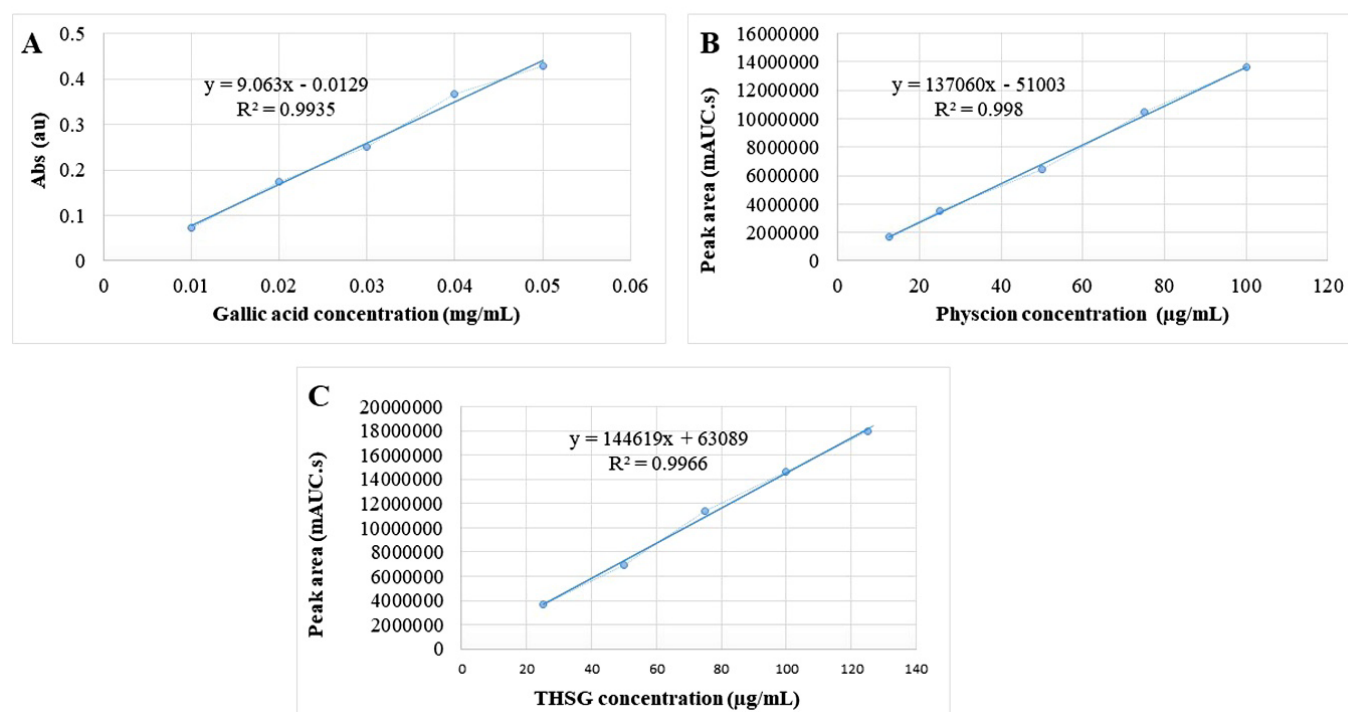 A
0.5
0.4
0.3
0.2
0.1
0
Abs (au)
y = 9.063x - 0.0129
R² = 0.9935
0 0.01 0.02 0.03 0.04 0.05 0.06
Gallic acid concentration (mg/mL)
B
16000000
14000000
12000000
10000000
8000000
6000000
4000000
2000000
0
Peak area (mAUC.s)
y = 137060x - 51003
R² = 0.998
0 20 40 60 80 100 120
Physcion concentration (µg/mL)
C
20000000
18000000
16000000
14000000
12000000
10000000
8000000
6000000
4000000
2000000
0
Peak area (mAUC.s)
y = 144619x + 63089
R² = 0.9966
0 20 40 60 80 100 120 140
THSG concentration (µg/mL)